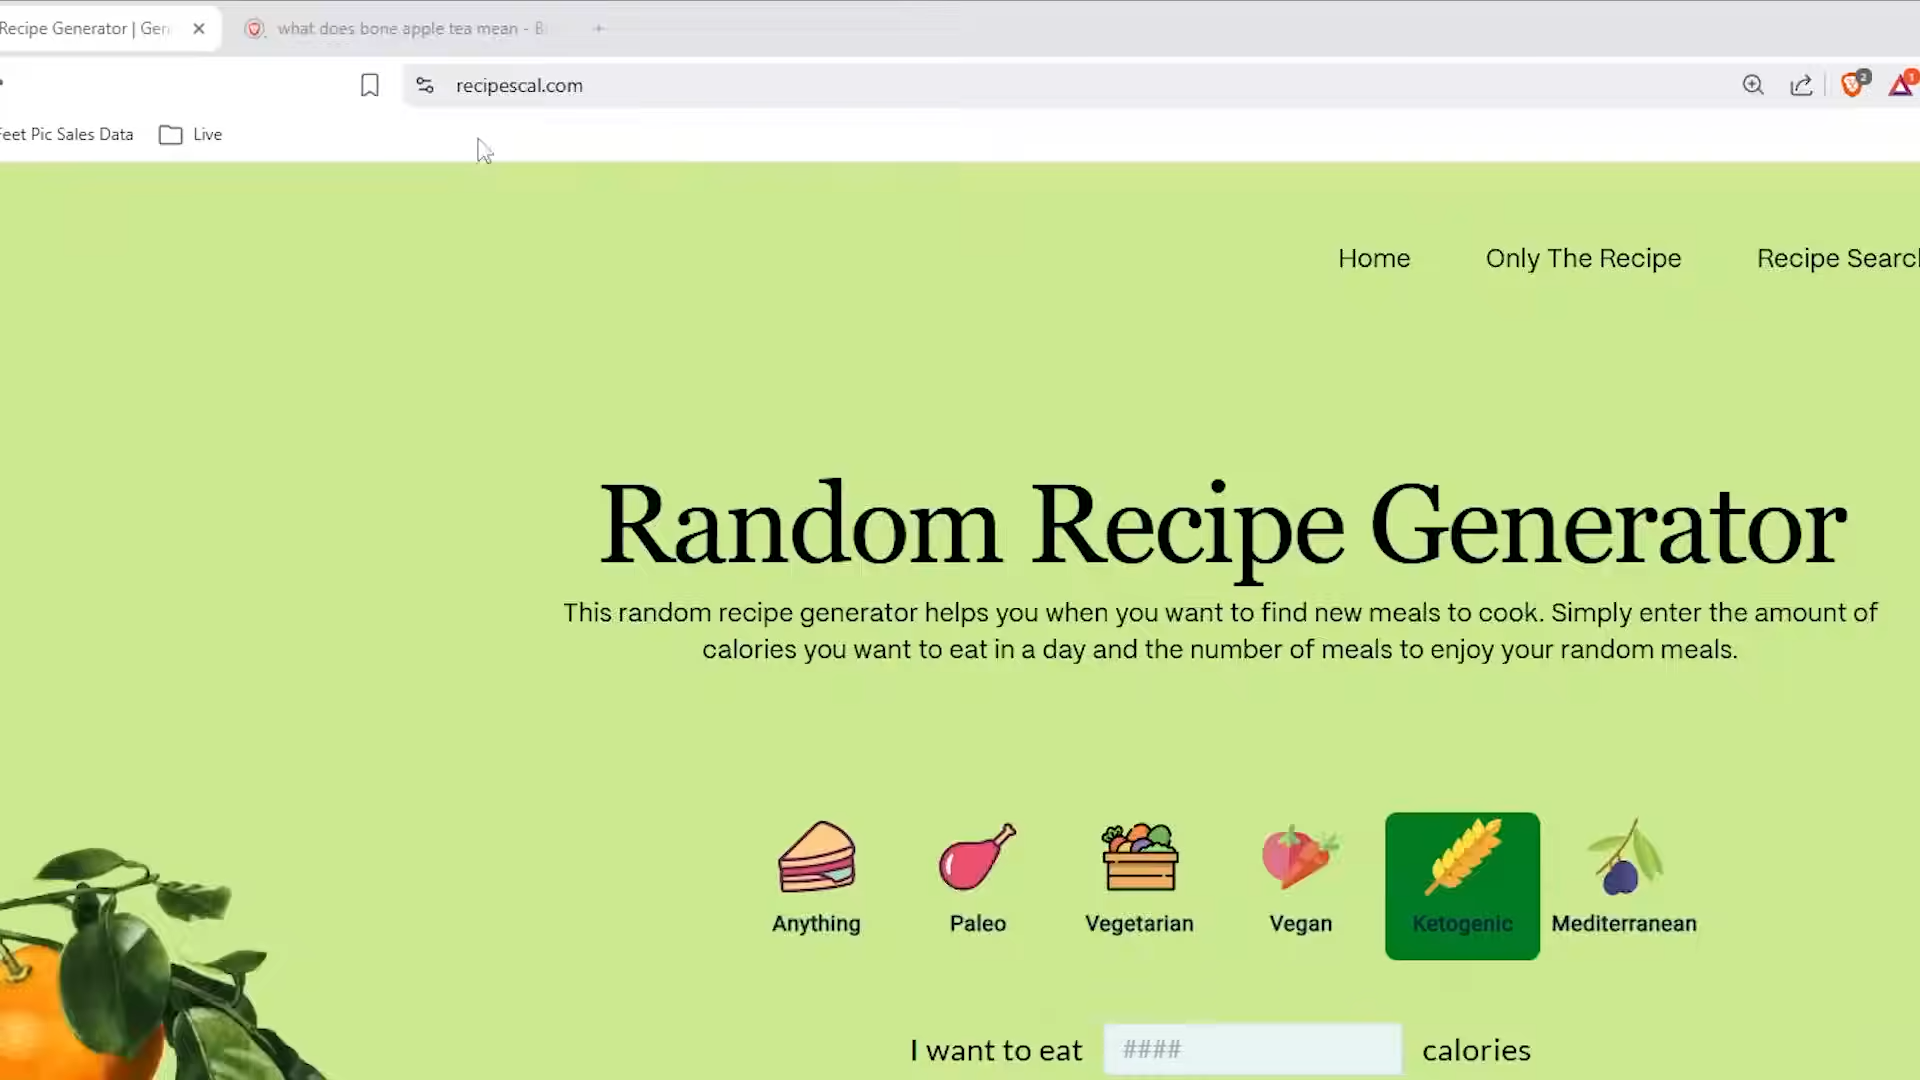 Recipe Generator | Gen
what does bone apple tea mean - B
recipescal.com
2
1
Feet Pic Sales Data
Live
Home
Only The Recipe
Recipe Search
Random Recipe Generator
This random recipe generator helps you when you want to find new meals to cook. Simply enter the amount of
calories you want to eat in a day and the number of meals to enjoy your random meals.
Anything
Paleo
Vegetarian
Vegan
Ketogenic
Mediterranean
I want to eat
####
calories